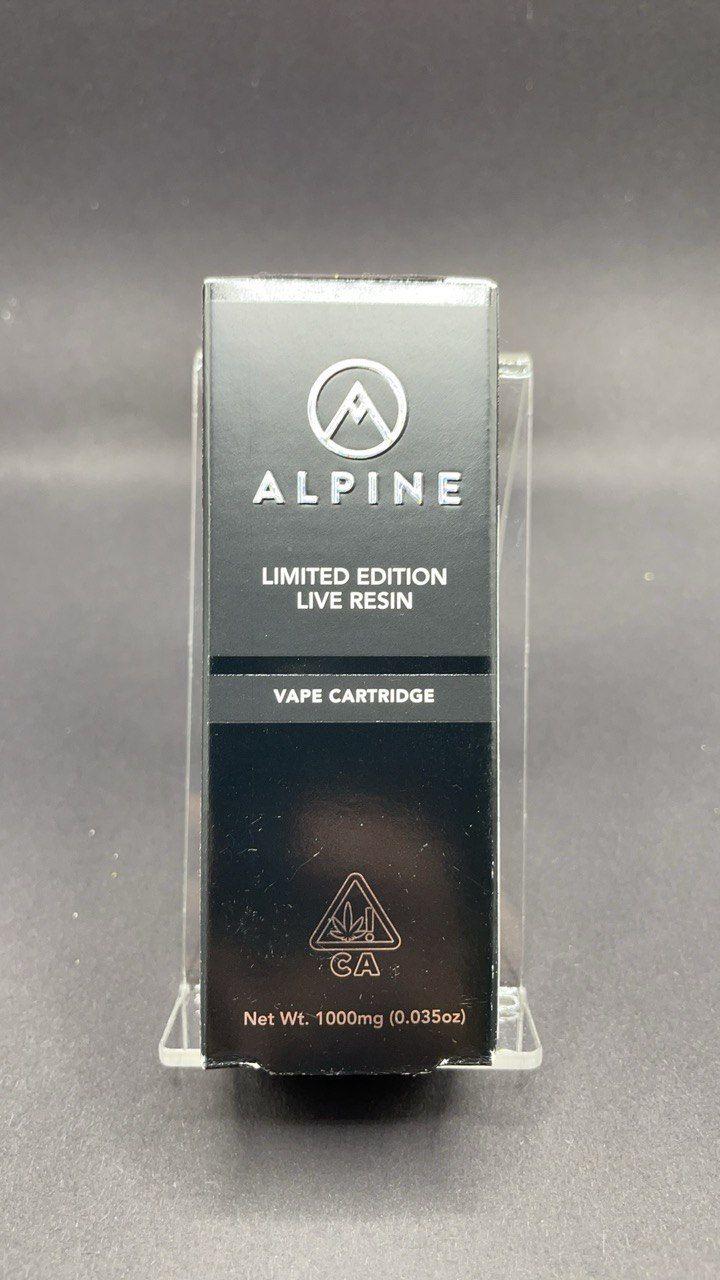 ALPINE
LIMITED EDITION
LIVE RESIN
VAPE CARTRIDGE
!
CA
Net Wt. 1000mg (0.035oz)